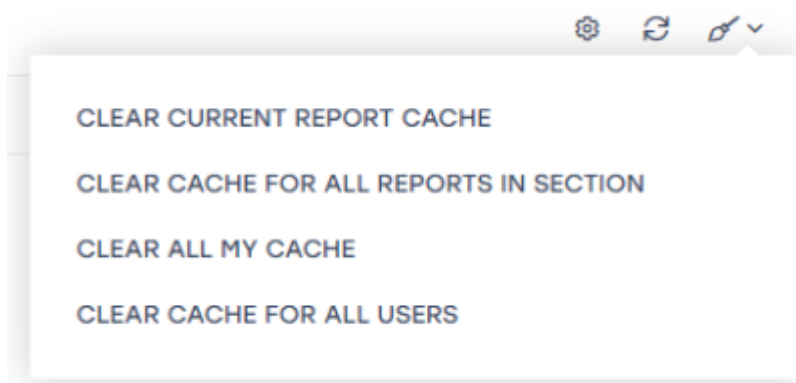 CLEAR CURRENT REPORT CACHE
CLEAR CACHE FOR ALL REPORTS IN SECTION
CLEAR ALL MY CACHE
CLEAR CACHE FOR ALL USERS